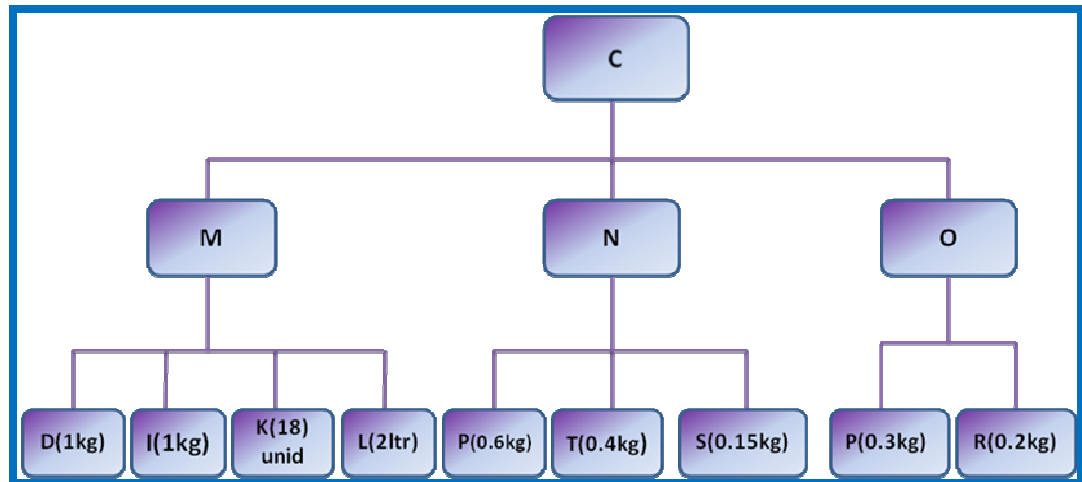 C
M
N
O
D(1kg)
I(1kg)
K(18)
unid
L(2ltr)
P(0.6kg)
T(0.4kg)
S(0.15kg)
P(0.3kg)
R(0.2kg)